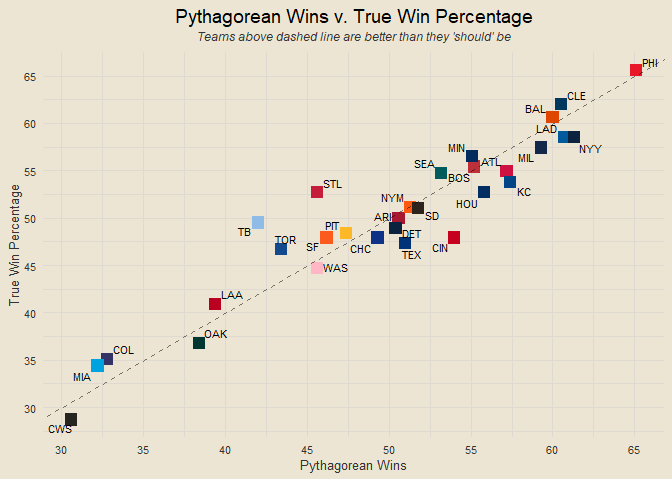 Pythagorean Wins v. True Win Percentage
Teams above dashed line are better than they 'should' be
PHI
65
CLE
BAL
60
LAD
NYY
MIN
MIL
55
SEA
ATL
BOS
KC
STL
HOU
NYM
50
ARI
SD
TB
PIT
DET
TOR
SF
CHC
CIN
TEX
45
WAS
LAA
40
OAK
COL
35
MIA
30
CWS
30 35 40 45 50 55 60 65
Pythagorean Wins
True Win Percentage